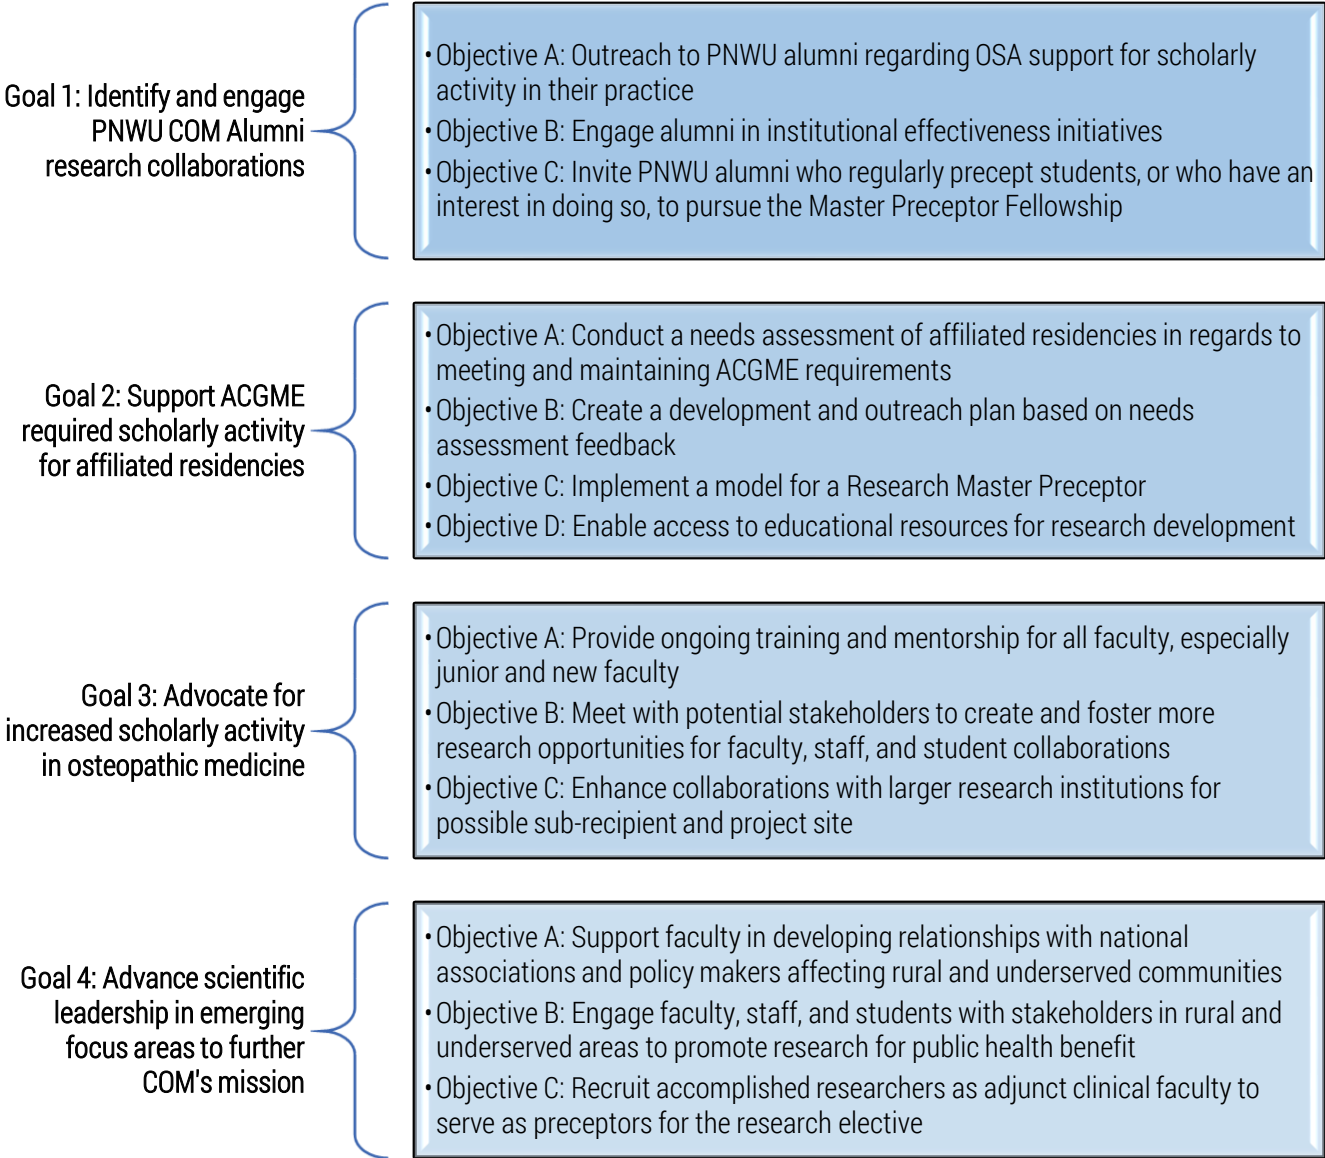 Goal 1: Identify and engage
PNWU COM Alumni
research collaborations
• Objective A: Outreach to PNWU alumni regarding OSA support for scholarly
activity in their practice
• Objective B: Engage alumni in institutional effectiveness initiatives
• Objective C: Invite PNWU alumni who regularly precept students, or who have an
interest in doing so, to pursue the Master Preceptor Fellowship
Goal 2: Support ACGME
required scholarly activity
for affiliated residencies
• Objective A: Conduct a needs assessment of affiliated residencies in regards to
meeting and maintaining ACGME requirements
• Objective B: Create a development and outreach plan based on needs
assessment feedback
• Objective C: Implement a model for a Research Master Preceptor
• Objective D: Enable access to educational resources for research development
Goal 3: Advocate for
increased scholarly activity
in osteopathic medicine
• Objective A: Provide ongoing training and mentorship for all faculty, especially
junior and new faculty
• Objective B: Meet with potential stakeholders to create and foster more
research opportunities for faculty, staff, and student collaborations
• Objective C: Enhance collaborations with larger research institutions for
possible sub-recipient and project site
Goal 4: Advance scientific
leadership in emerging
focus areas to further
COM's mission
• Objective A: Support faculty in developing relationships with national
associations and policy makers affecting rural and underserved communities
• Objective B: Engage faculty, staff, and students with stakeholders in rural and
underserved areas to promote research for public health benefit
• Objective C: Recruit accomplished researchers as adjunct clinical faculty to
serve as preceptors for the research elective